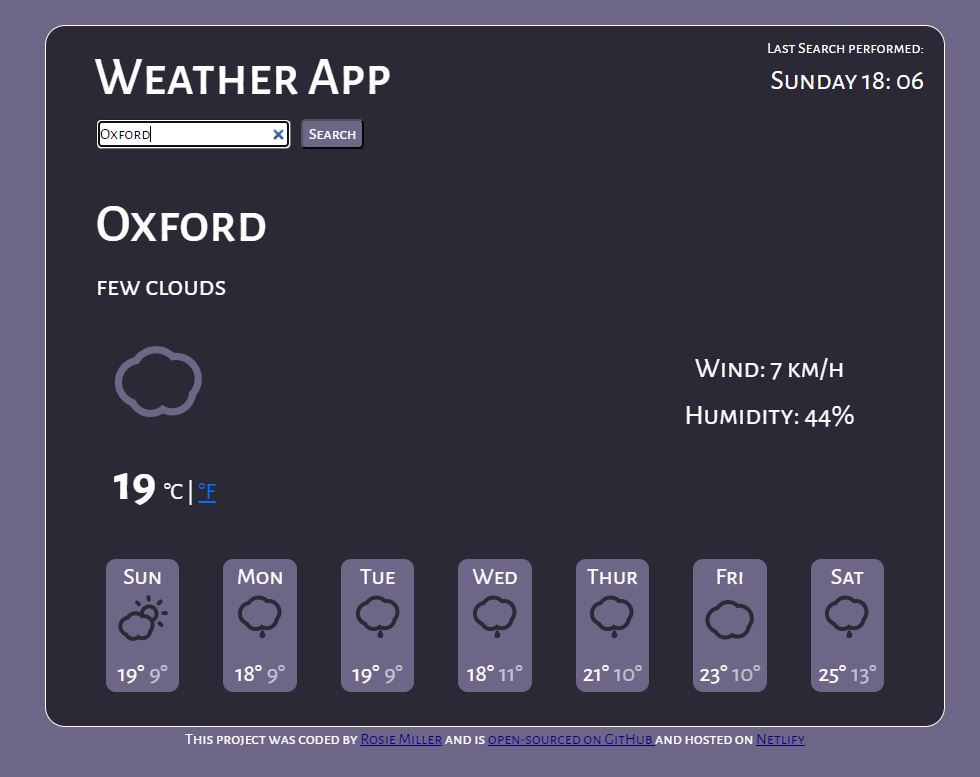 Weather App
Last Search performed:
Sunday 18: 06
Oxford
Search
Oxford
few clouds
Wind: 7 km/h
Humidity: 44%
19 °C | °F
Sun Mon Tue Wed Thur Fri Sat
19° 9° 18° 9° 19° 9° 18° 11° 21° 10° 23° 10° 25° 13°
This project was coded by Rosie Miller and is open-sourced on GitHub and hosted on Netlify